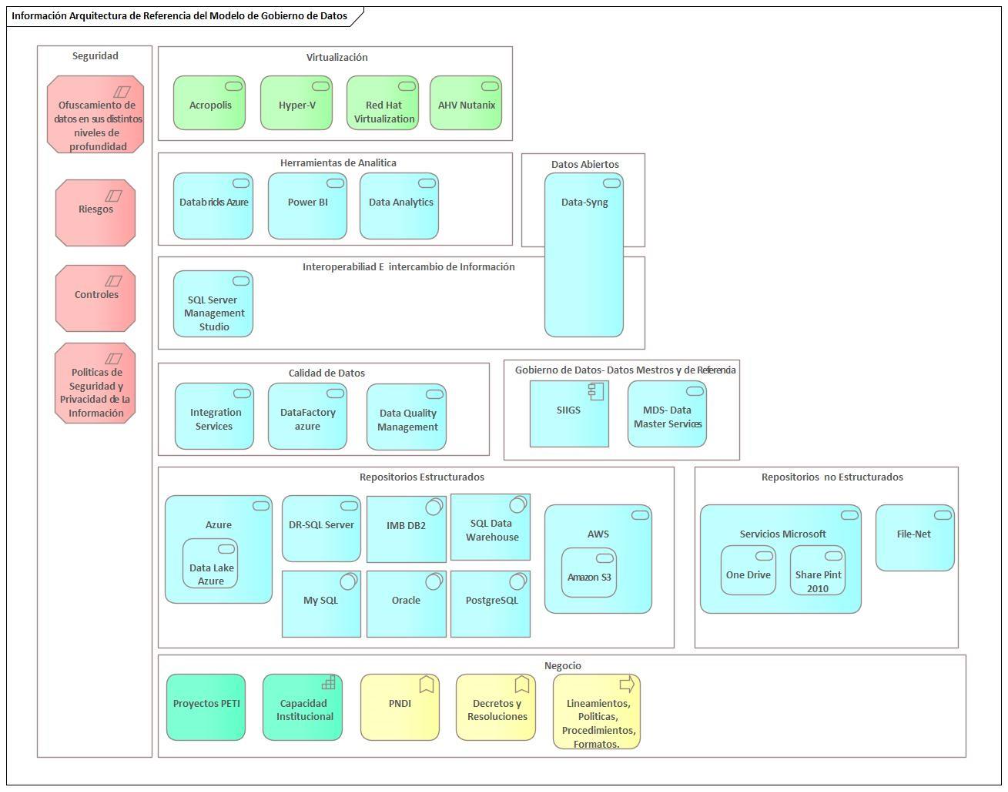 Información Arquitectura de Referencia del Modelo de Gobierno de Datos
Seguridad
Ofuscamiento de
datos en sus distintos
niveles de
profundidad
Riesgos
Controles
Politicas de
Seguridad y
Privacidad de la
Información
Virtualización
Acropolis
Hyper-V
Red Hat
Virtualization
AHV Nutanix
Herramientas de Analitica
Databricks Azure
Power BI
Data Analytics
Datos Abiertos
Data-Syng
Interoperabiliad E intercambio de Información
SQL Server
Management
Studio
Calidad de Datos
Integration
Services
DataFactory
azure
Data Quality
Management
Gobierno de Datos- Datos Mestros y de Referencia
SIIGS
MDS- Data
Master Services
Repositorios Estructurados
Azure
Data Lake
Azure
DR-SQL Server
IMB DB2
SQL Data
Warehouse
My SQL
Oracle
PostgreSQL
AWS
Amazon S3
Repositorios no Estructurados
Servicios Microsoft
One Drive
Share Pint
2010
File-Net
Negocio
Proyectos PETI
Capacidad
Institucional
PNDI
Decretos y
Resoluciones
Lineamientos,
Politicas,
Procedimientos,
Formatos.